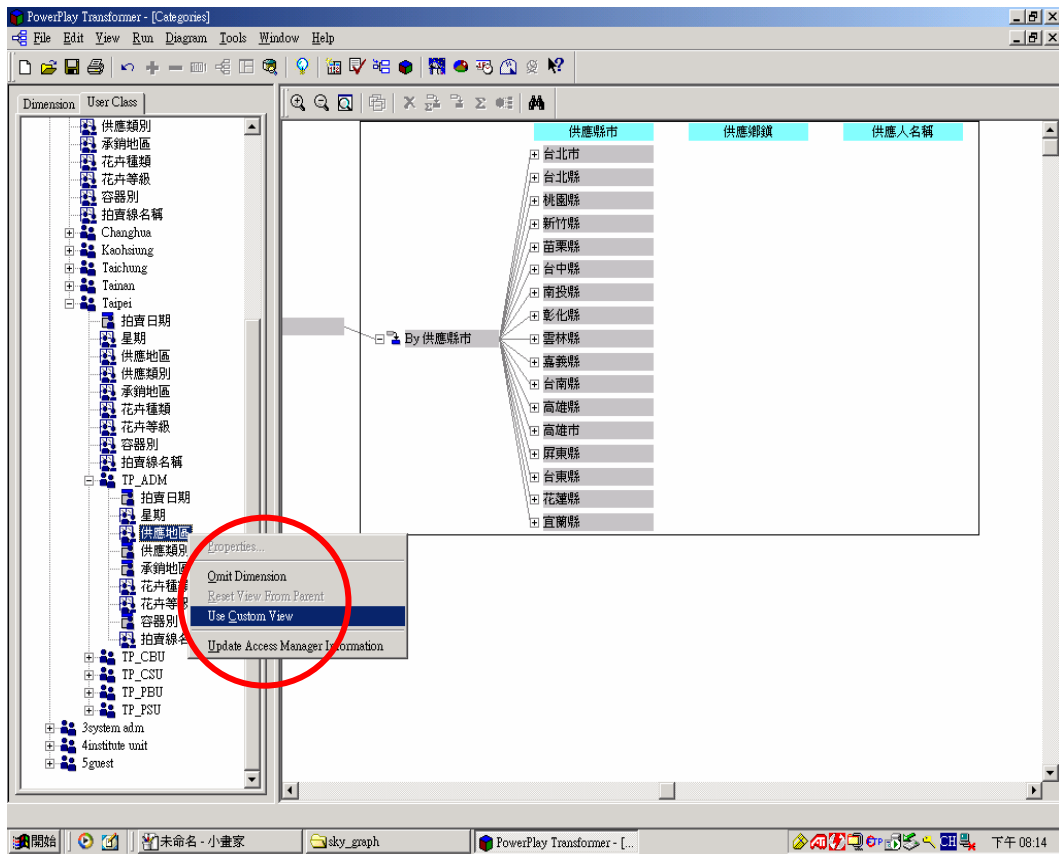 PowerPlay Transformer - [Categories]
File Edit View Run Diagram Tools Window Help
Dimension User Class
供應類別
承銷地區
花卉種類
花卉等級
容器別
拍賣線名稱
Changhua
Kaohsiung
Taichung
Tainan
Taipei
拍賣日期
星期
供應地區
供應類別
承銷地區
花卉種類
花卉等級
容器別
拍賣線名稱
TP_ADM
拍賣日期
星期
供應地區
供應類別
承銷地區
花卉種類
花卉等級
容器別
拍賣線名
TP_CBU
TP_CSU
TP_PBU
TP_PSU
3system adm
4institute unit
5guest
Properties...
Omit Dimension
Reset View From Parent
Use Custom View
Update Access Manager Information
供應縣市 供應鄉鎮 供應人名稱
By 供應縣市
台北市
台北縣
桃園縣
新竹縣
苗栗縣
台中縣
南投縣
彰化縣
雲林縣
嘉義縣
台南縣
高雄縣
高雄市
屏東縣
台東縣
花蓮縣
宜蘭縣
開始 未命名 - 小畫家 sky_graph PowerPlay Transformer - [... CH 下午 08:14